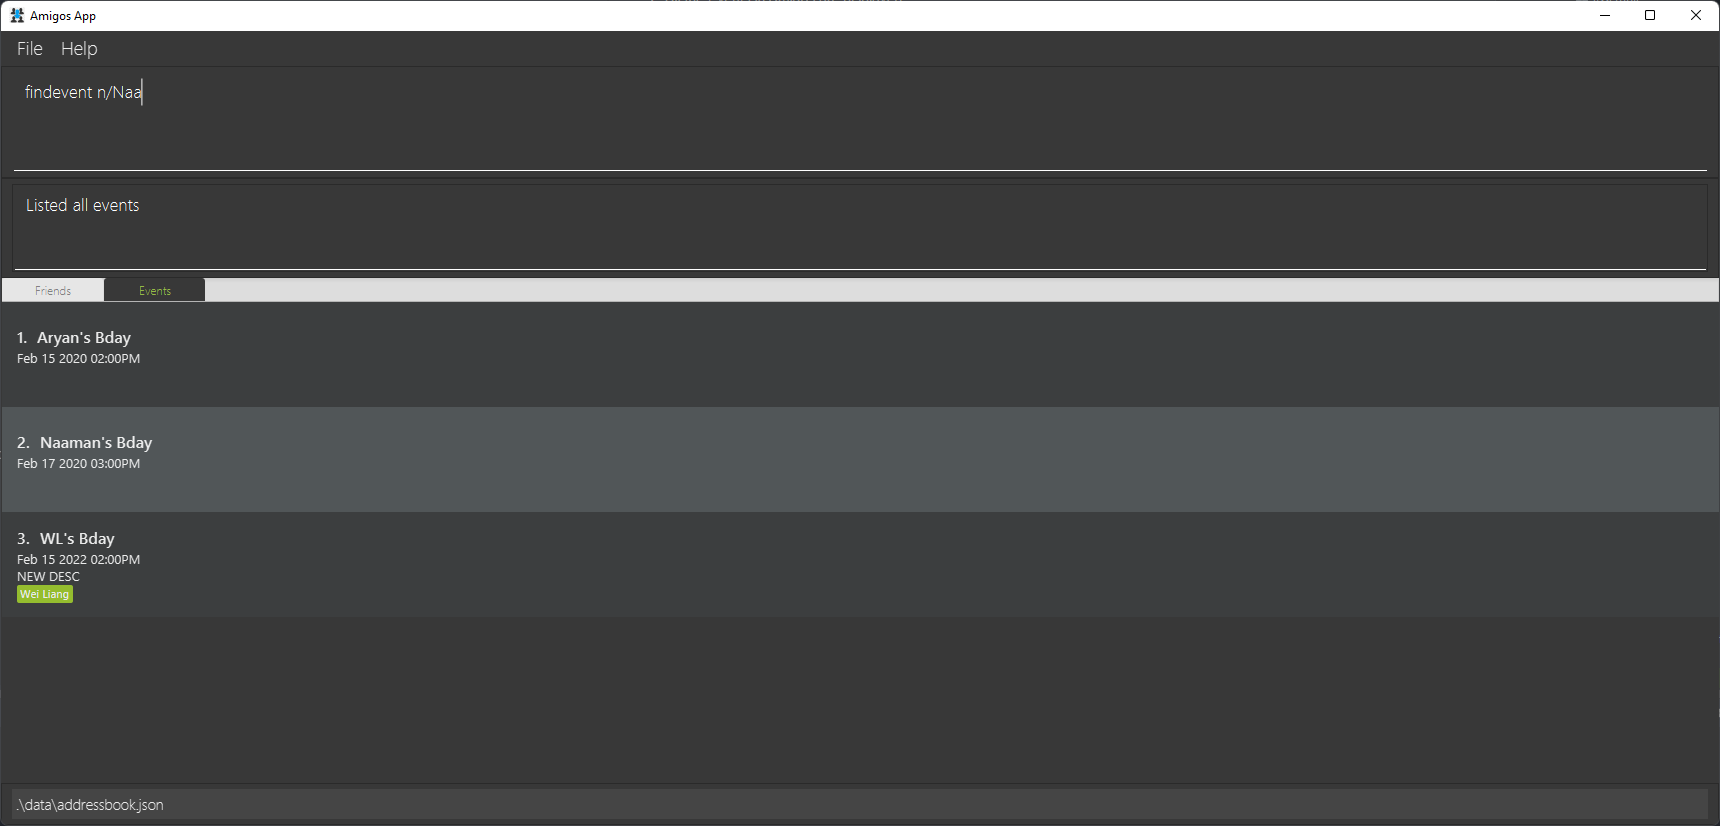 Amigos App
File Help
findevent n/Naa
Listed all events
Friends Events
1. Aryan's Bday
Feb 15 2020 02:00PM
2. Naaman's Bday
Feb 17 2020 03:00PM
3. WL's Bday
Feb 15 2022 02:00PM
NEW DESC
Wei Liang
.\data\addressbook.json